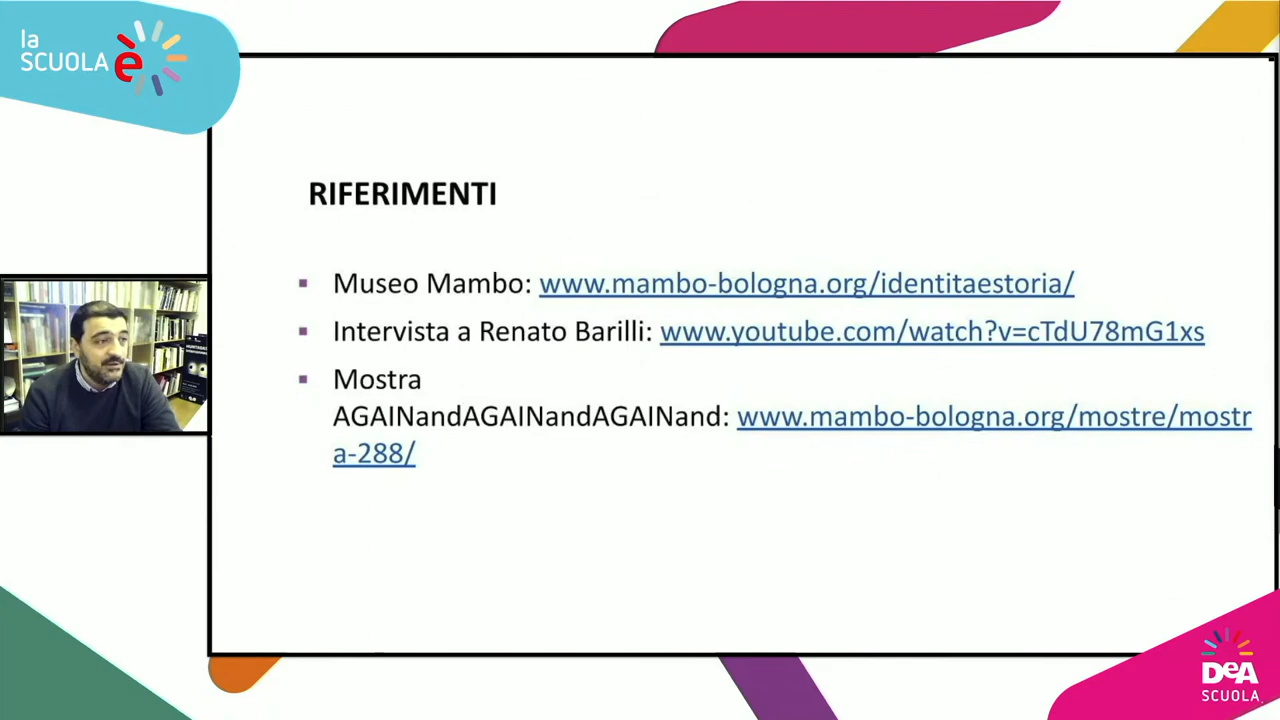 la
SCUOLA è
RIFERIMENTI
▪ Museo Mambo: www.mambo-bologna.org/identitaestoria/
▪ Intervista a Renato Barilli: www.youtube.com/watch?v=cTdU78mG1xs
▪ Mostra
AGAINandAGAINandAGAINand: www.mambo-bologna.org/mostre/mostr
a-288/
DeA
SCUOLA